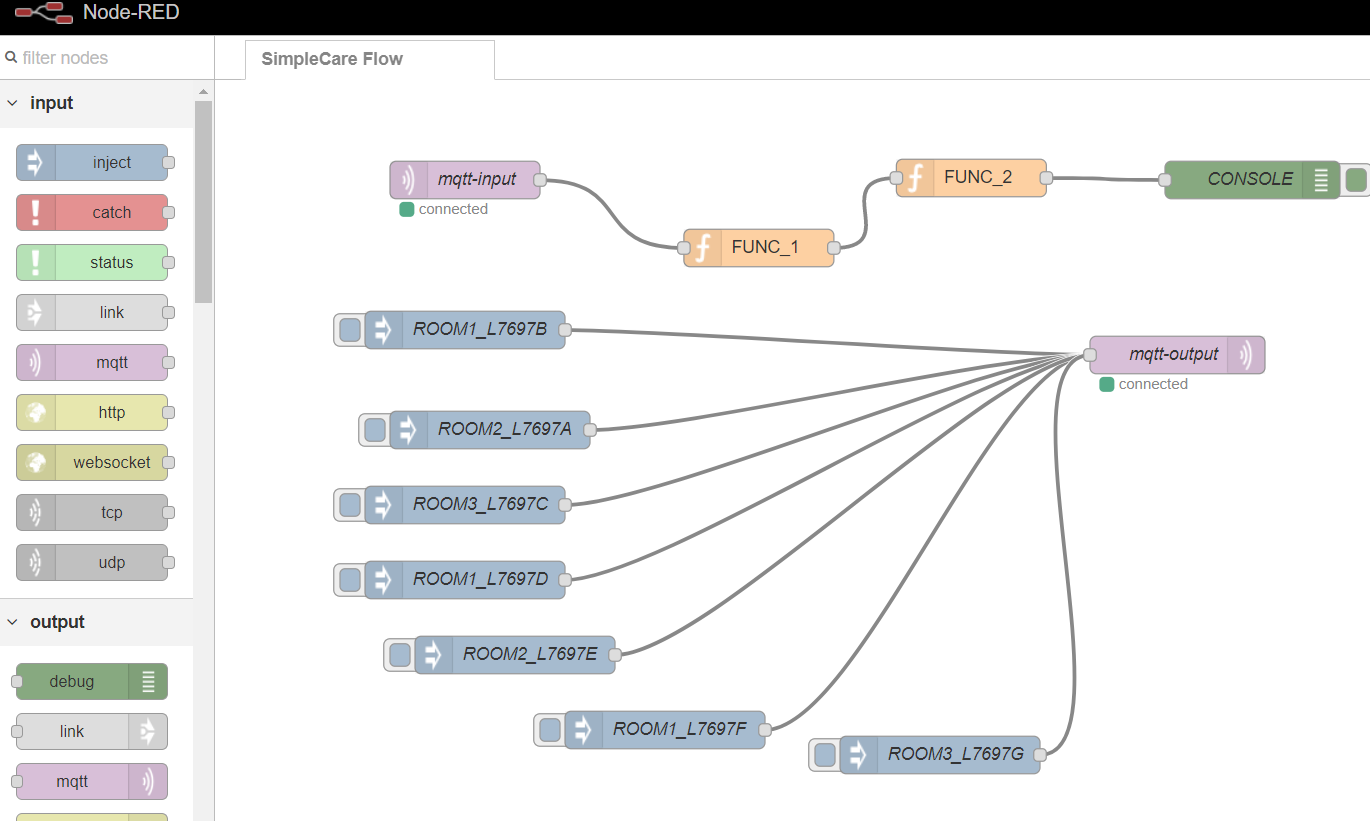 Node-RED
filter nodes
SimpleCare Flow
input
inject
catch
status
link
mqtt
http
websocket
tcp
udp
output
debug
link
mqtt
mqtt-input
connected
FUNC_1
FUNC_2
CONSOLE
ROOM1_L7697B
mqtt-output
connected
ROOM2_L7697A
ROOM3_L7697C
ROOM1_L7697D
ROOM2_L7697E
ROOM1_L7697F
ROOM3_L7697G